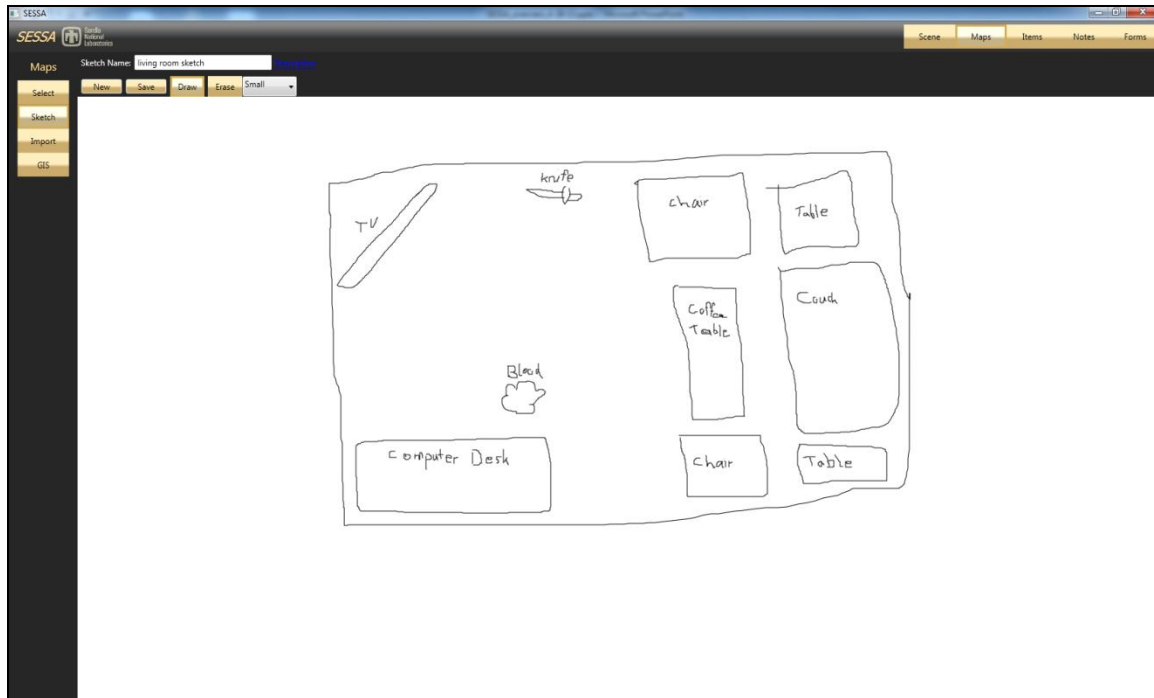 SESSA
SESSA Sandia National Laboratories
Scene Maps Items Notes Forms
Maps
Sketch Name: living room sketch
Select
New Save Draw Erase Small
Sketch
Import
GIS
knife
chair
Table
TV
Couch
Coffee
Table
Blood
Computer Desk
Chair
Table